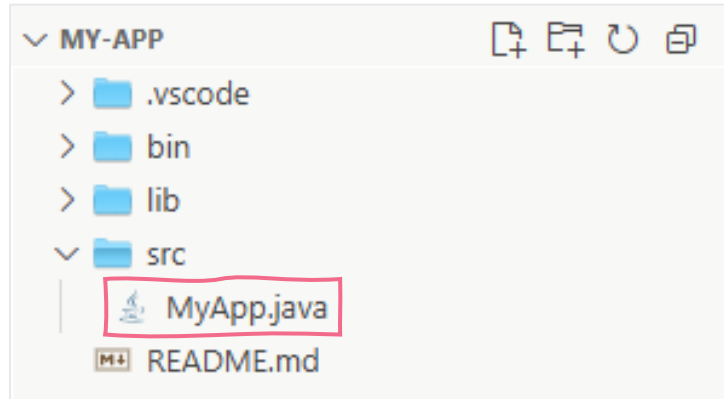 MY-APP
.vscode
bin
lib
src
MyApp.java
M↓ README.md